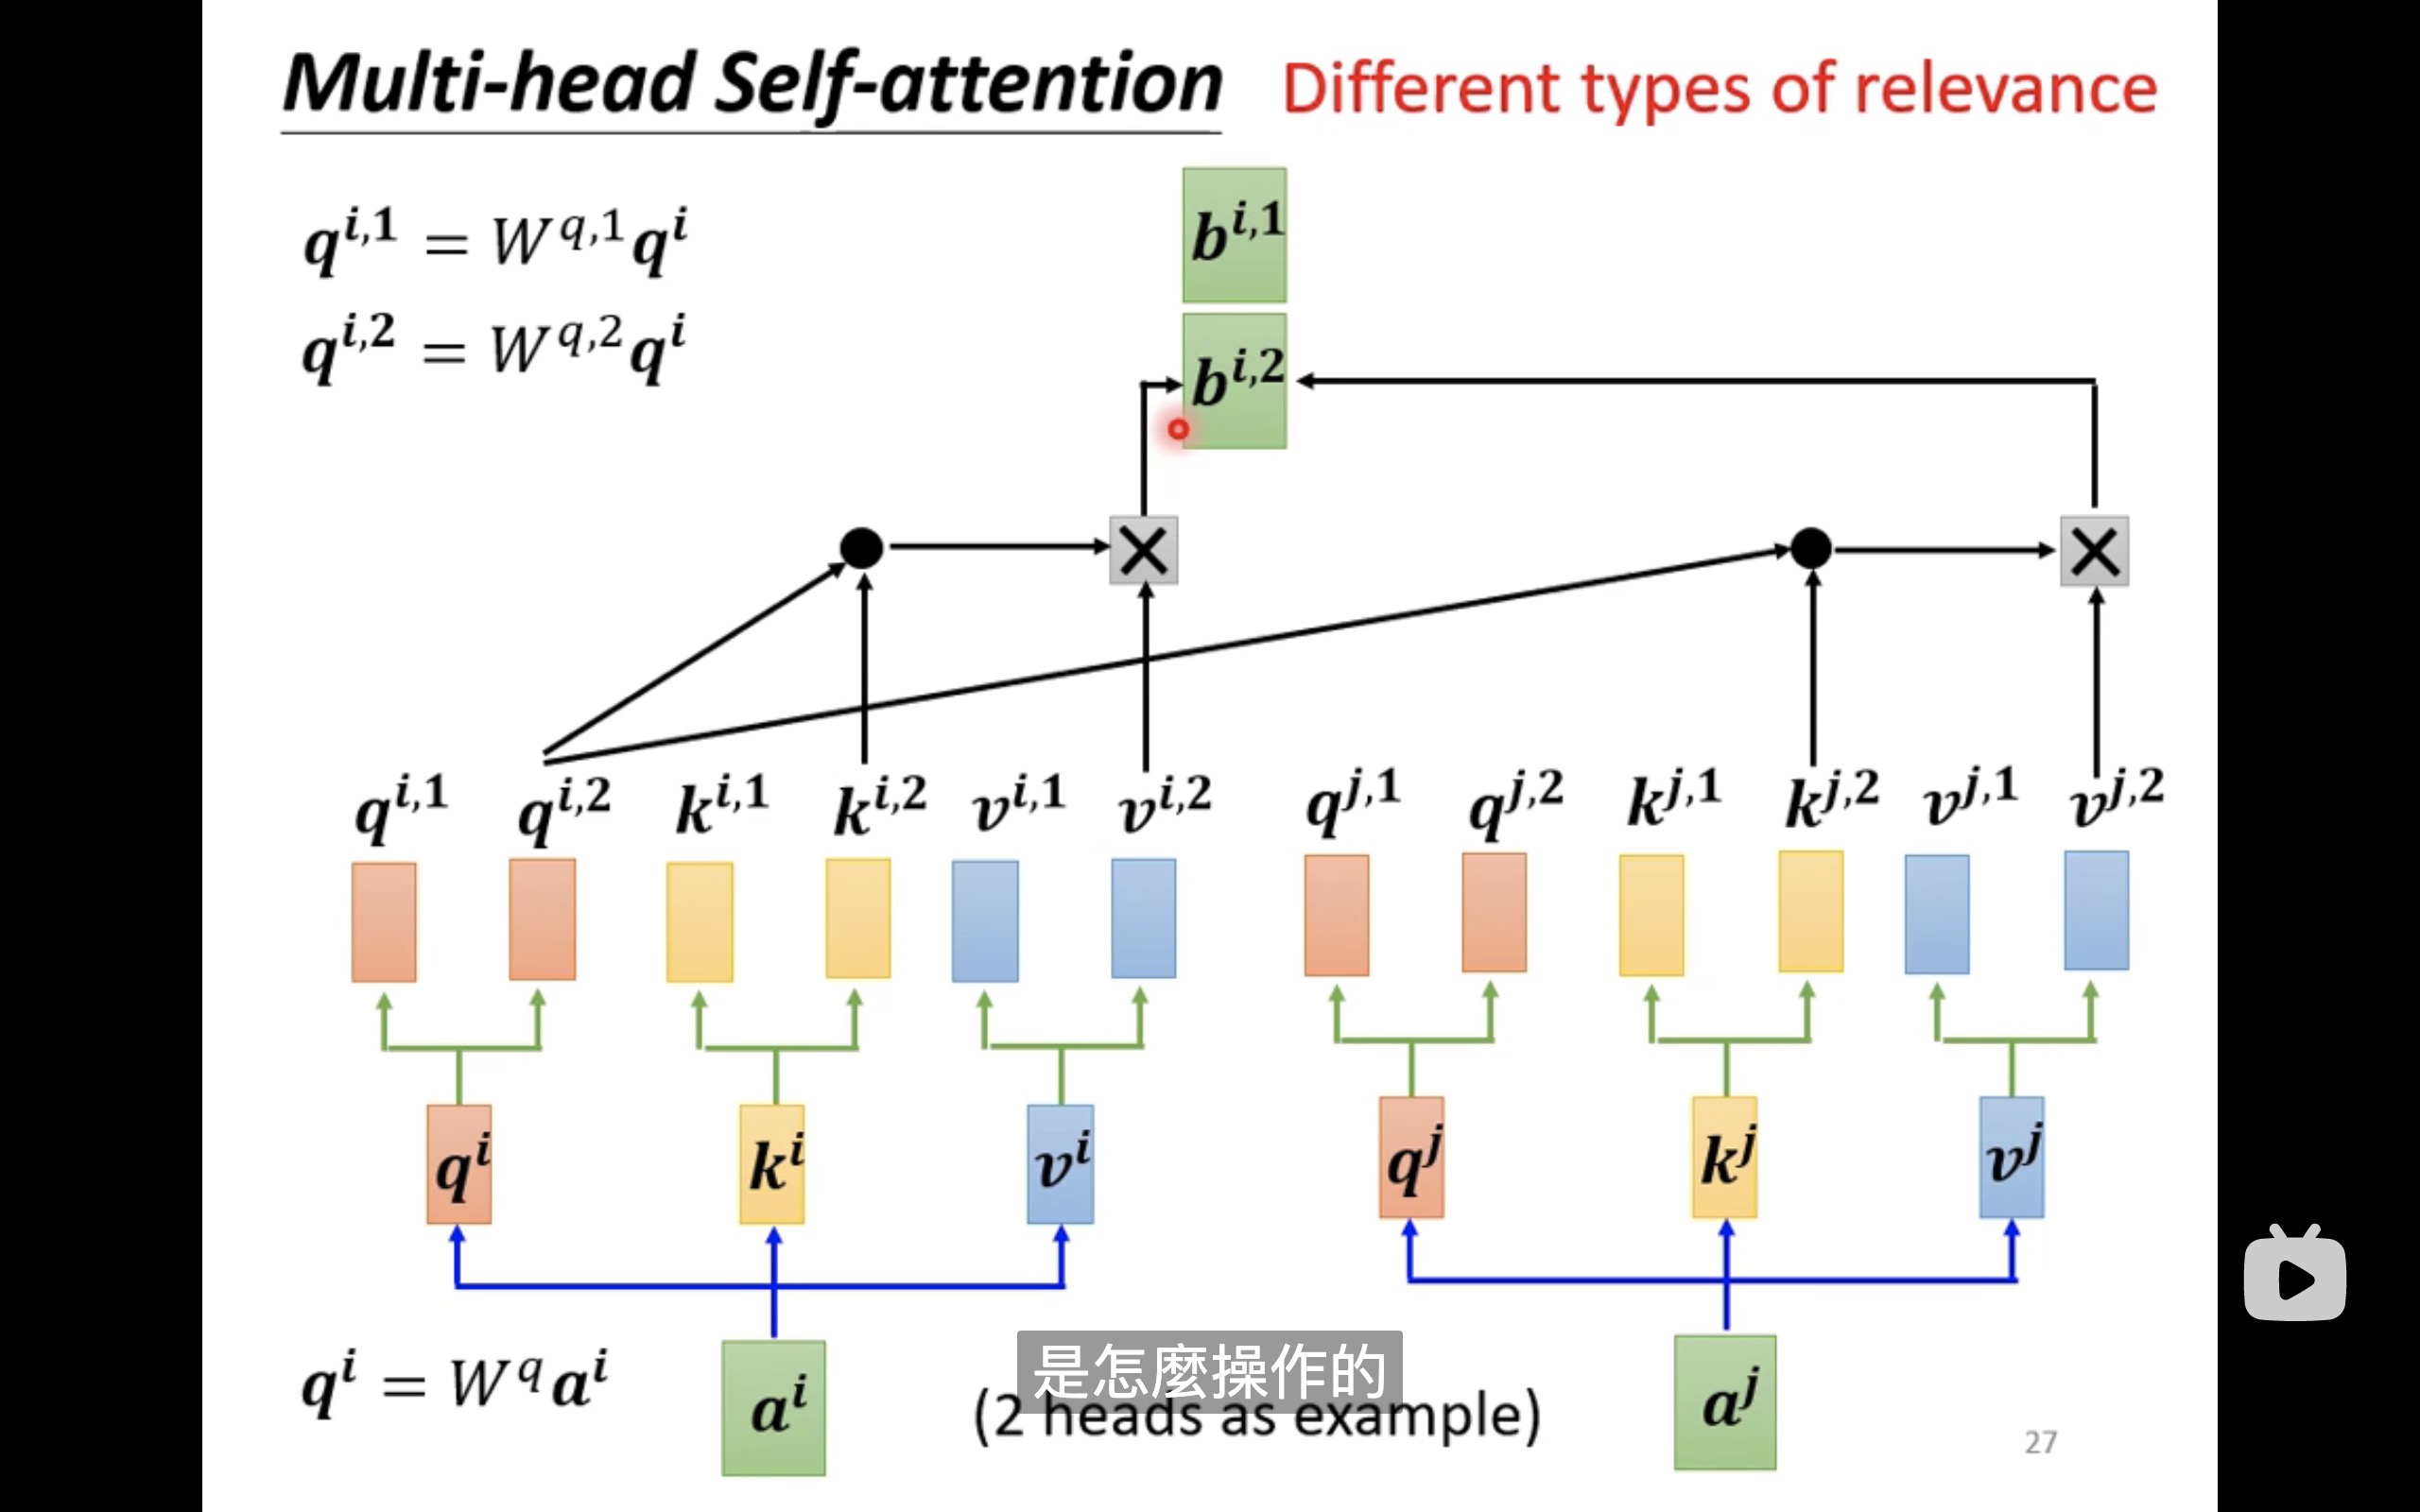 Multi-head Self-attention Different types of relevance
q^{i,1} = W^{q,1}q^{i}
q^{i,2} = W^{q,2}q^{i}
b^{i,1}
b^{i,2}
q^{i,1} q^{i,2} k^{i,1} k^{i,2} v^{i,1} v^{i,2} q^{j,1} q^{j,2} k^{j,1} k^{j,2} v^{j,1} v^{j,2}
q^{i} k^{i} v^{i} q^{j} k^{j} v^{j}
q^{i} = W^{q}a^{i}
a^{i}
是怎麼操作的
(2 heads as example)
a^{j}
27